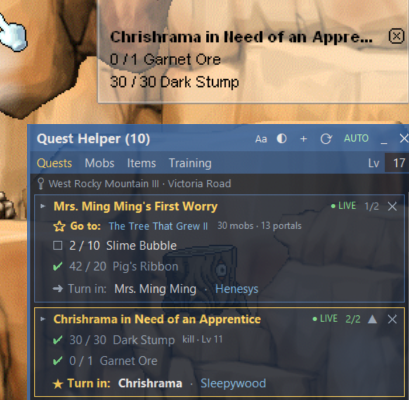 Chrishrama in Need of an Appre...
0 / 1 Garnet Ore
30 / 30 Dark Stump
Quest Helper (10) Aa + AUTO _ ×
Quests Mobs Items Training Lv 17
West Rocky Mountain III · Victoria Road
Mrs. Ming Ming's First Worry • LIVE 1/2 ×
Go to: The Tree That Grew II 30 mobs · 13 portals
2 / 10 Slime Bubble
✔ 42 / 20 Pig's Ribbon
➔ Turn in: Mrs. Ming Ming · Henesys
Chrishrama in Need of an Apprentice • LIVE 2/2 ▲ ×
✔ 30 / 30 Dark Stump kill · Lv 11
✔ 0 / 1 Garnet Ore
★ Turn in: Chrishrama · Sleepywood